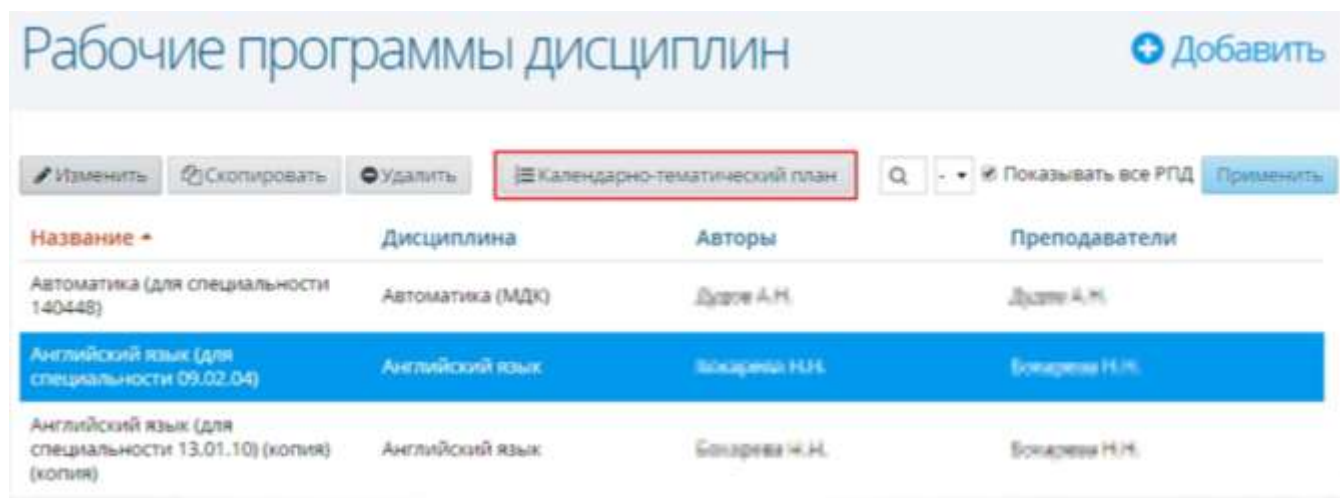 Рабочие программы дисциплин
Добавить
Изменить Скопировать Удалить Календарно-тематический план - Показывать все РПД Применить
Название Дисциплина Авторы Преподаватели
Автоматика (для специальности
140448)
Автоматика (МДК) А.Н. А.Н.
Английский язык (для
специальности 09.02.04)
Английский язык Н.Н. Н.Н.
Английский язык (для
специальности 13.01.10) (копия)
(копия)
Английский язык Н.Н. Н.Н.